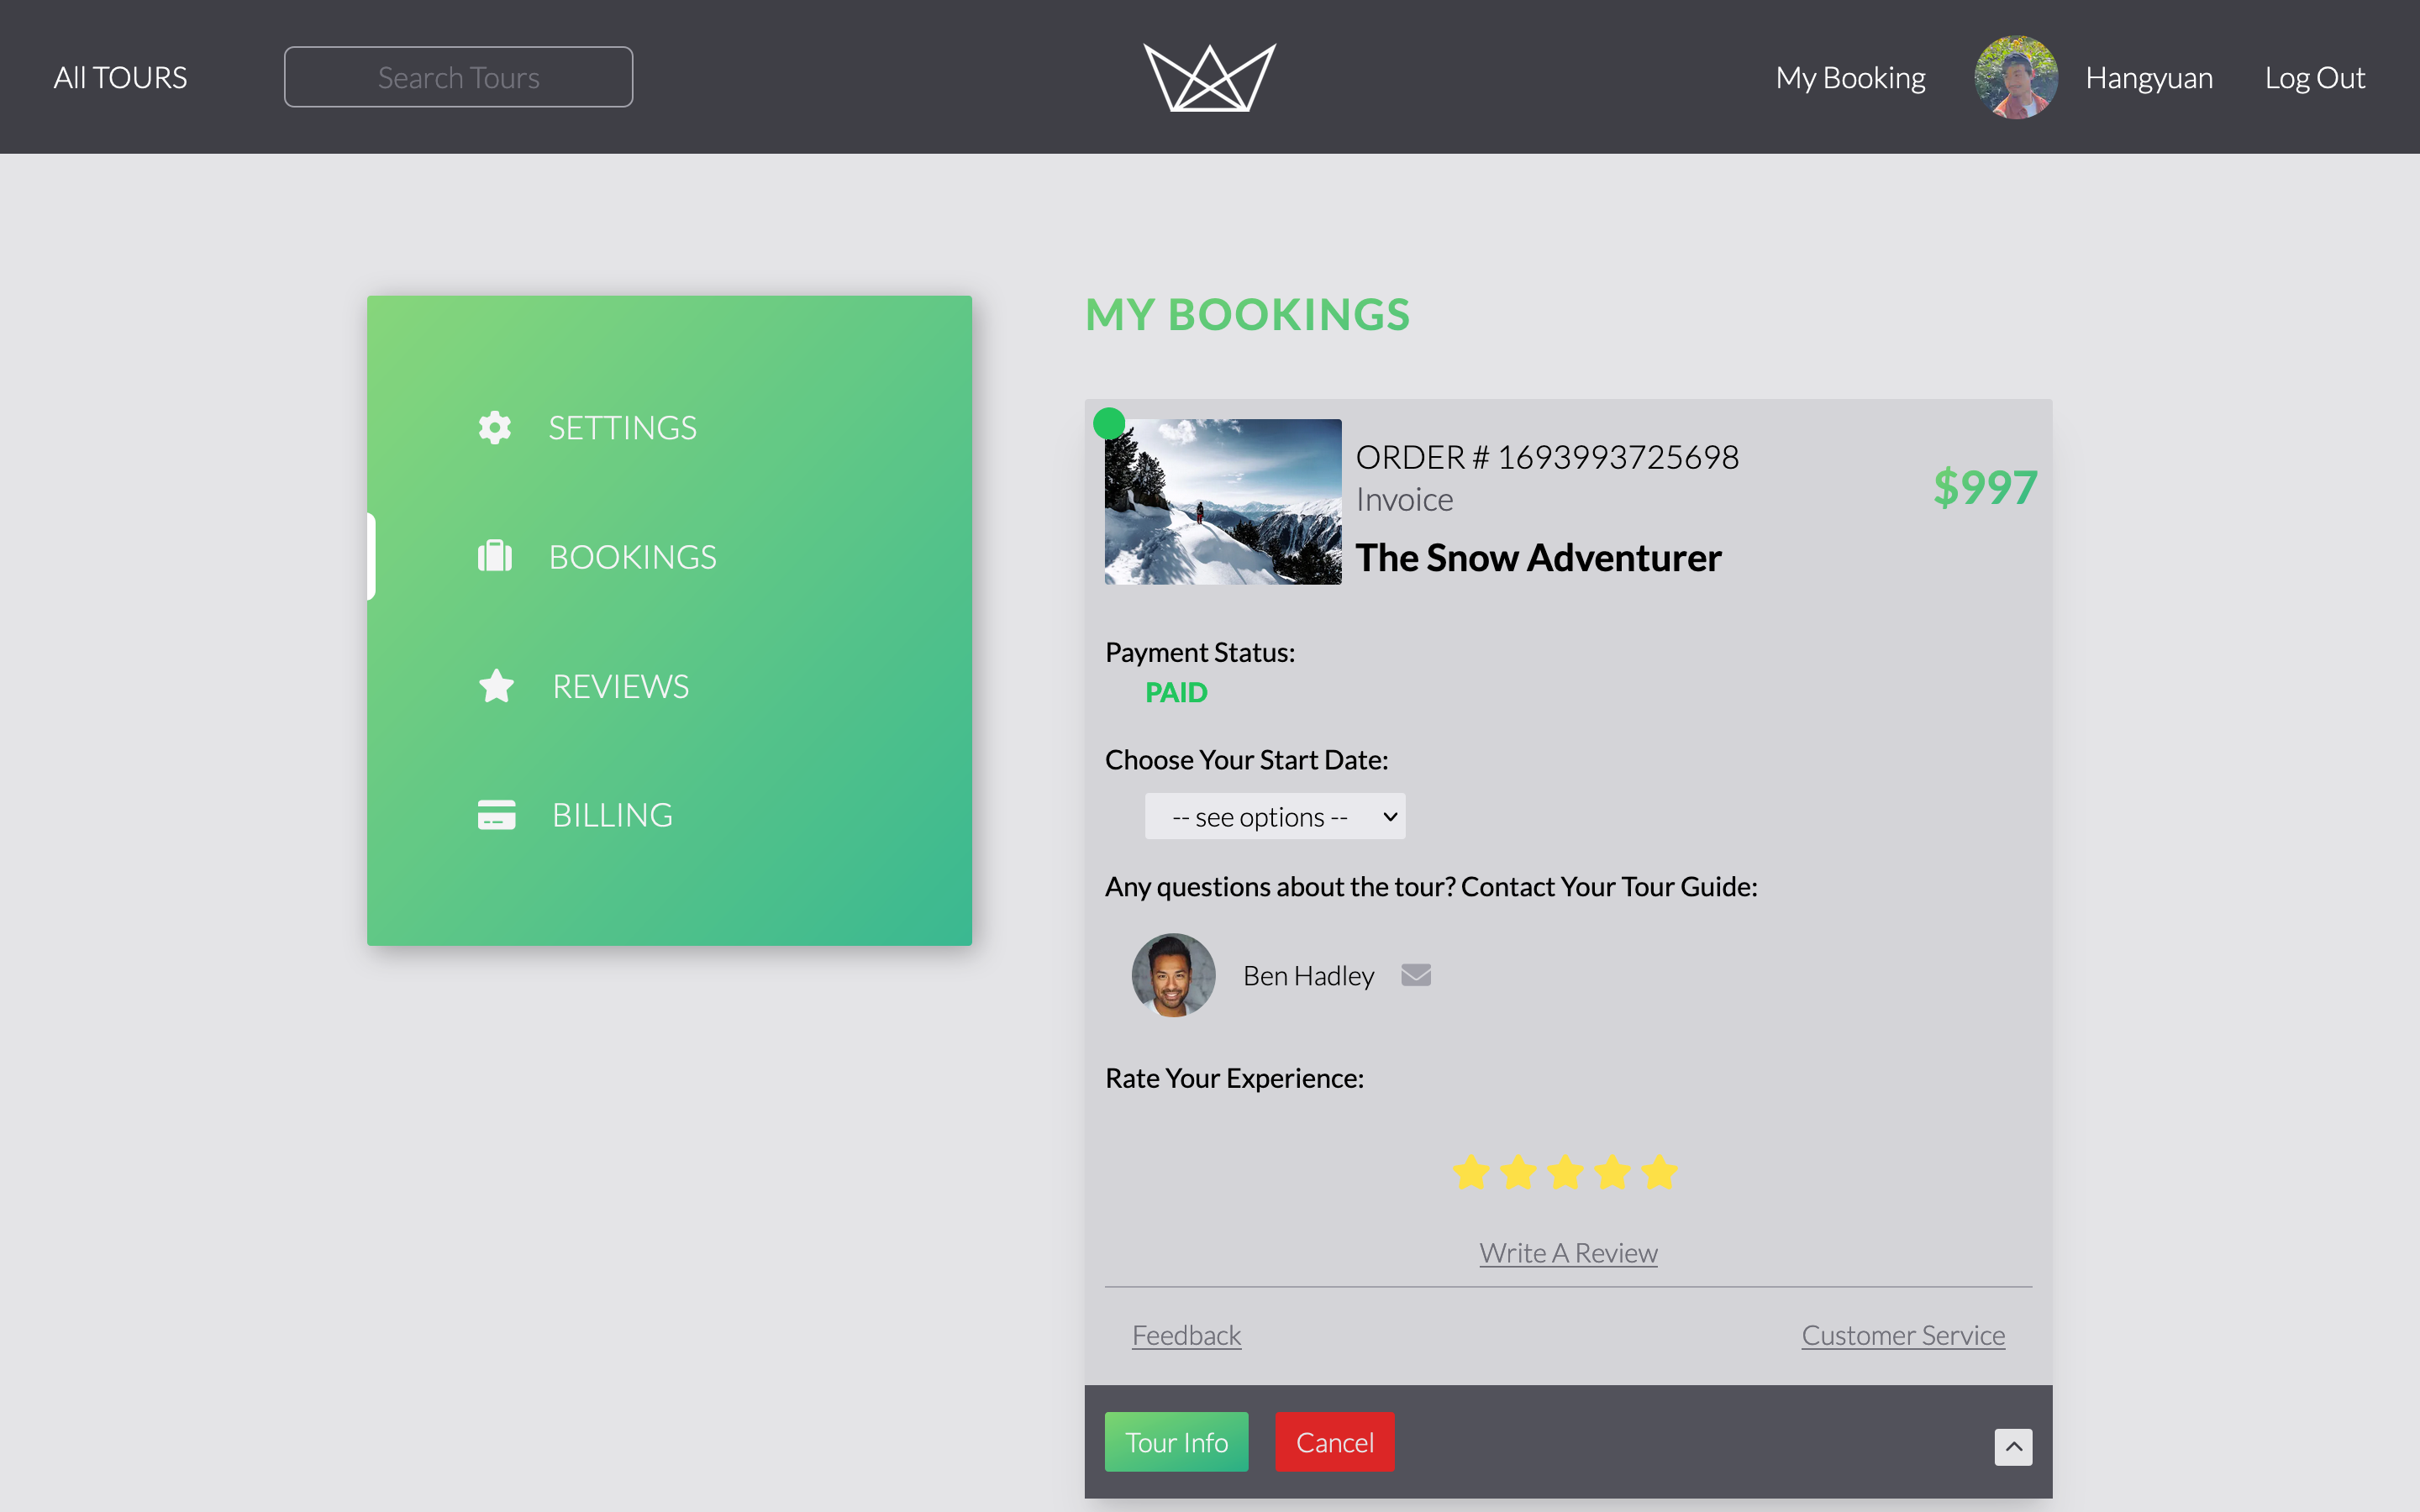 All TOURS
Search Tours
My Booking
Hangyuan
Log Out
SETTINGS
BOOKINGS
REVIEWS
BILLING
MY BOOKINGS
ORDER # 1693993725698
Invoice
$997
The Snow Adventurer
Payment Status:
PAID
Choose Your Start Date:
-- see options --
Any questions about the tour? Contact Your Tour Guide:
Ben Hadley
Rate Your Experience:
Write A Review
Feedback
Customer Service
Tour Info
Cancel